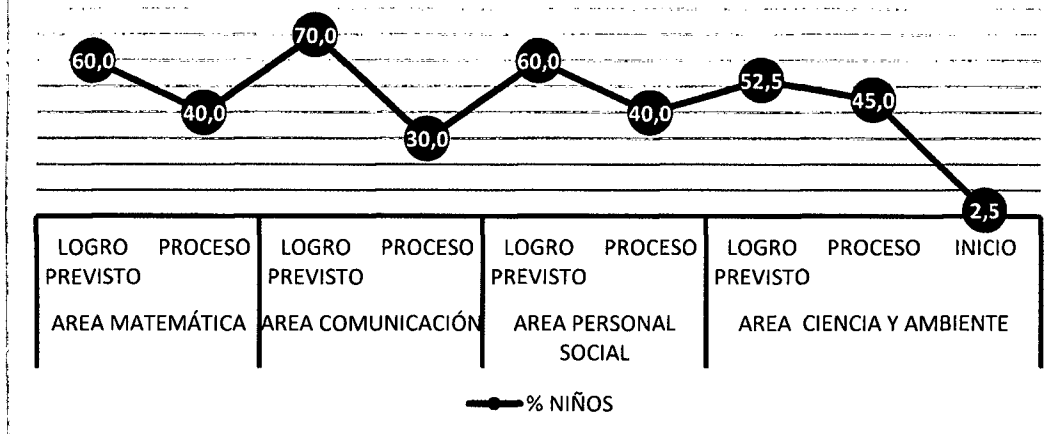 60,0 40,0 70,0 30,0 60,0 40,0 52,5 45,0 2,5
LOGRO PREVISTO PROCESO LOGRO PREVISTO PROCESO LOGRO PREVISTO PROCESO LOGRO PREVISTO PROCESO INICIO
AREA MATEMÁTICA AREA COMUNICACIÓN AREA PERSONAL SOCIAL AREA CIENCIA Y AMBIENTE
% NIÑOS